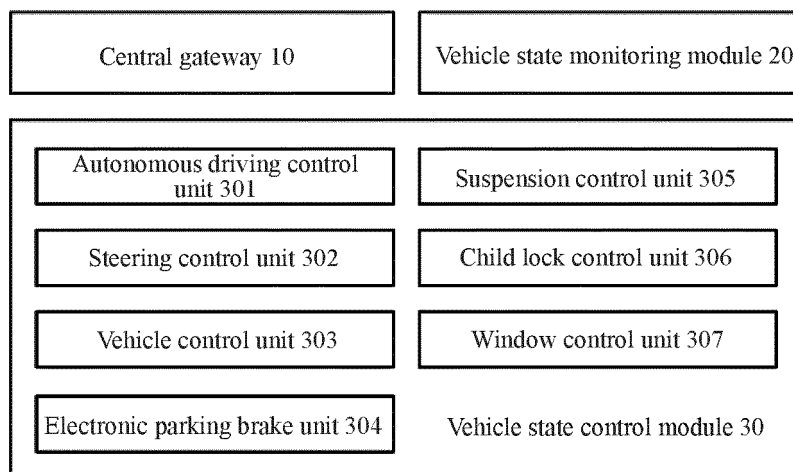 Central gateway 10
Vehicle state monitoring module 20
Autonomous driving control
unit 301
Suspension control unit 305
Steering control unit 302
Child lock control unit 306
Vehicle control unit 303
Window control unit 307
Electronic parking brake unit 304
Vehicle state control module 30